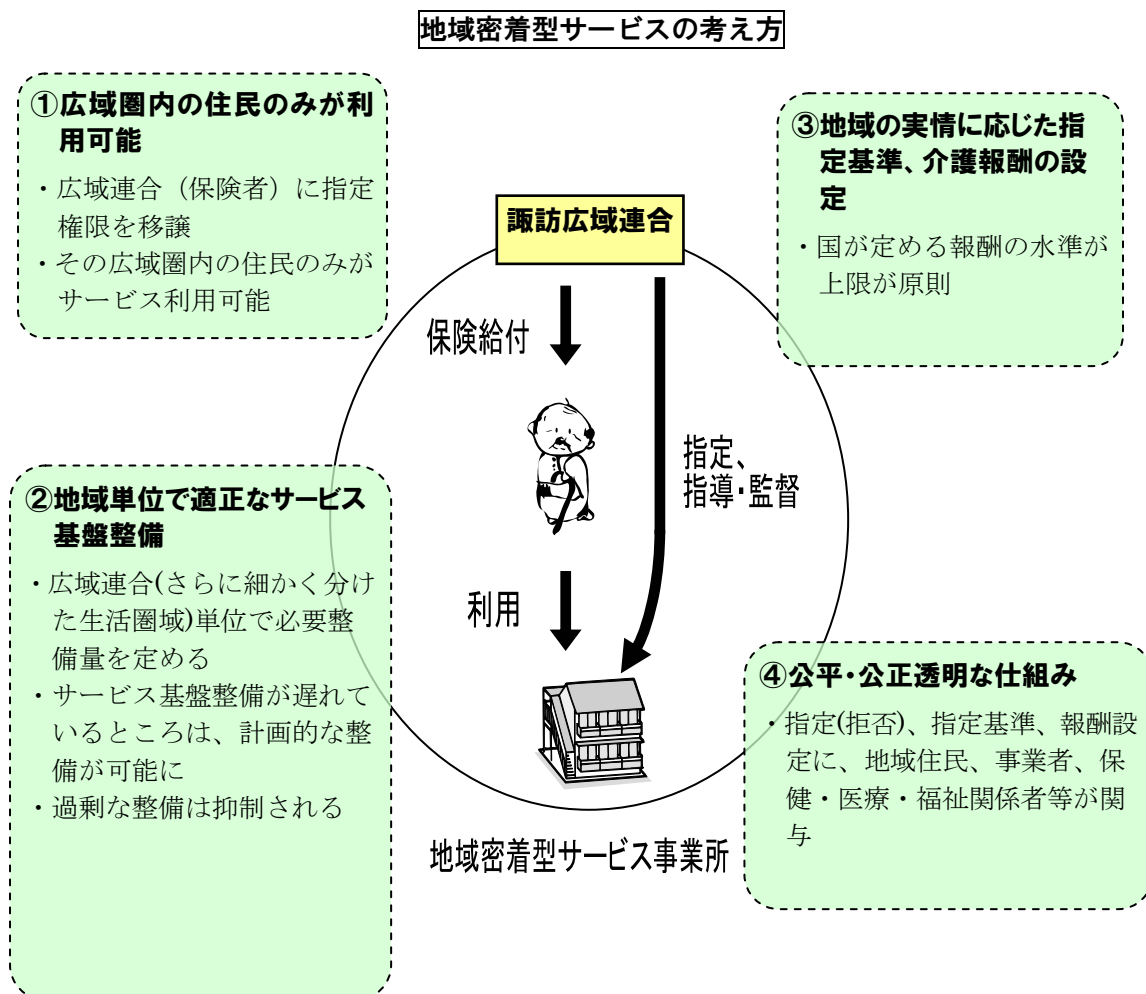 地域密着型サービスの考え方
①広域圏内の住民のみが利
用可能
・広域連合（保険者）に指定
権限を移譲
・その広域圏内の住民のみが
サービス利用可能
③地域の実情に応じた指
定基準、介護報酬の設
定
・国が定める報酬の水準が
上限が原則
諏訪広域連合
保険給付
指定、
指導・監督
利用
②地域単位で適正なサービス
基盤整備
・広域連合(さらに細かく分け
た生活圏域)単位で必要整
備量を定める
・サービス基盤整備が遅れて
いるところは、計画的な整
備が可能に
・過剰な整備は抑制される
④公平・公正透明な仕組み
・指定(拒否)、指定基準、報酬設
定に、地域住民、事業者、保
健・医療・福祉関係者等が関
与
地域密着型サービス事業所